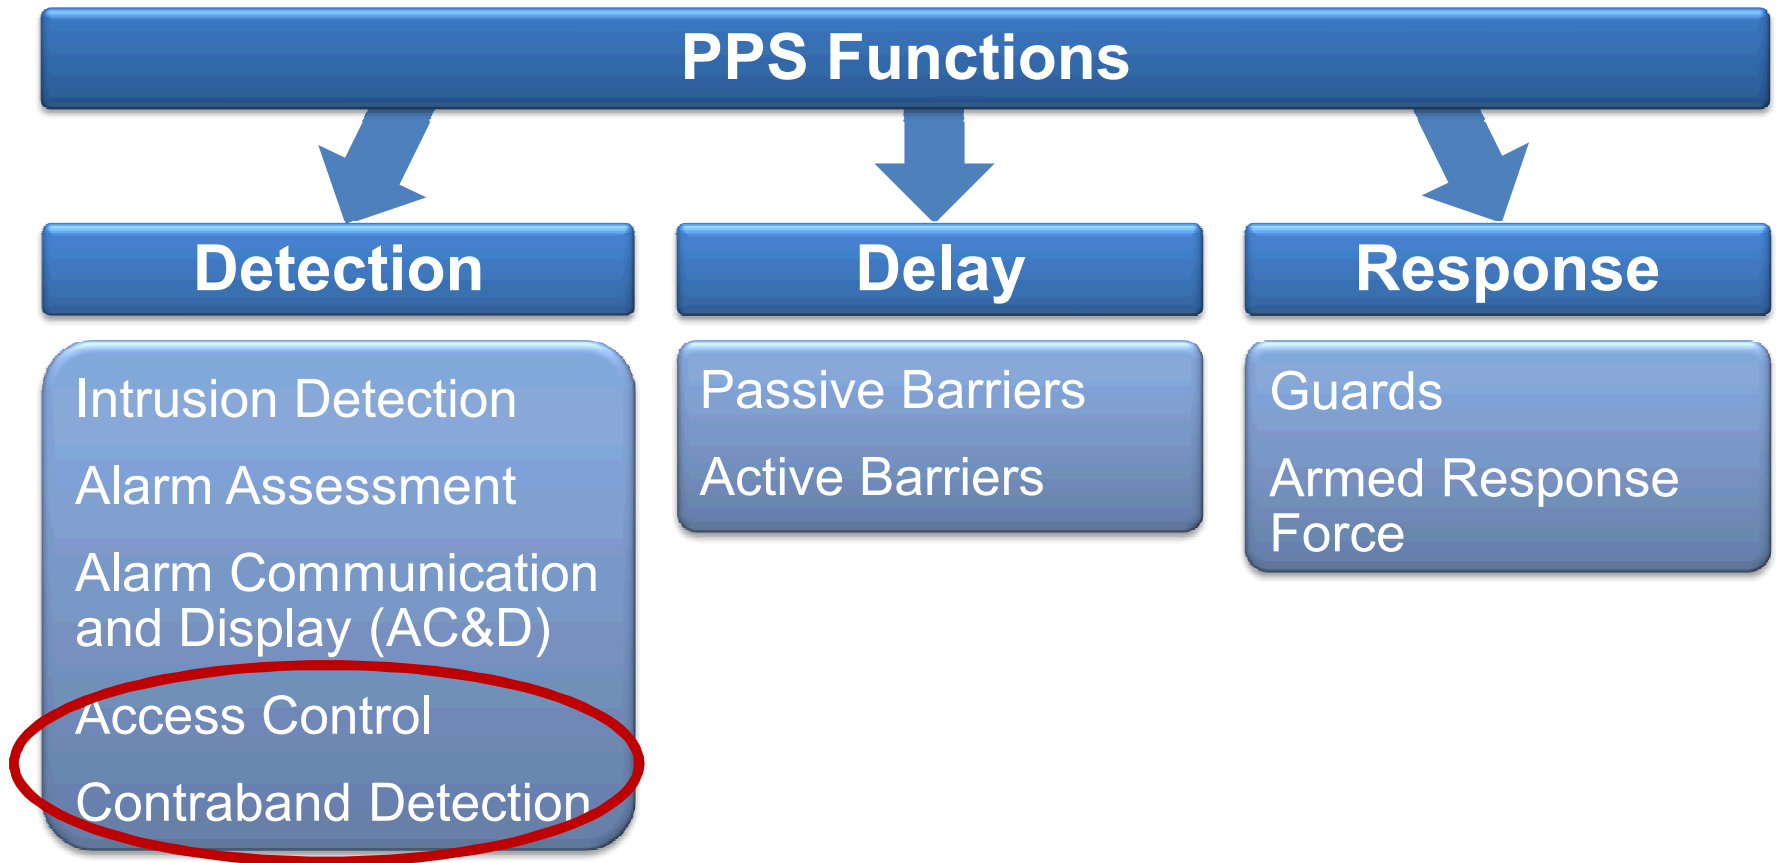 PPS Functions
Detection
Intrusion Detection
Alarm Assessment
Alarm Communication
and Display (AC&D)
Access Control
Contraband Detection
Delay
Passive Barriers
Active Barriers
Response
Guards
Armed Response
Force